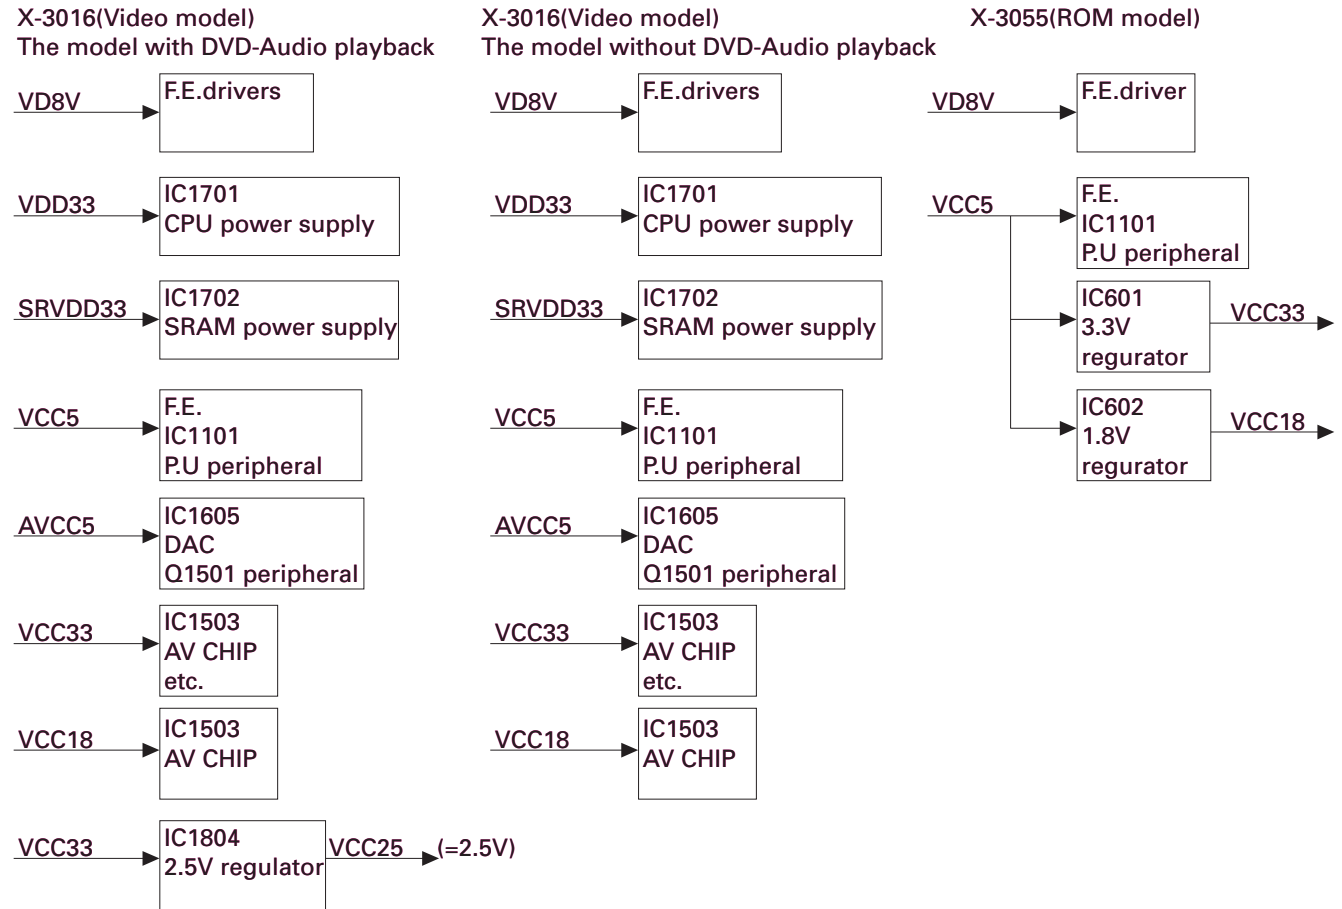 X-3016(Video model)
The model with DVD-Audio playback
VD8V
F.E.drivers
VDD33
IC1701
CPU power supply
SRVDD33
IC1702
SRAM power supply
VCC5
F.E.
IC1101
P.U peripheral
AVCC5
IC1605
DAC
Q1501 peripheral
VCC33
IC1503
AV CHIP
etc.
VCC18
IC1503
AV CHIP
VCC33
IC1804
2.5V regulator
VCC25
(=2.5V)
X-3016(Video model)
The model without DVD-Audio playback
VD8V
F.E.drivers
VDD33
IC1701
CPU power supply
SRVDD33
IC1702
SRAM power supply
VCC5
F.E.
IC1101
P.U peripheral
AVCC5
IC1605
DAC
Q1501 peripheral
VCC33
IC1503
AV CHIP
etc.
VCC18
IC1503
AV CHIP
X-3055(ROM model)
VD8V
F.E.driver
VCC5
F.E.
IC1101
P.U peripheral
IC601
3.3V
regurator
VCC33
IC602
1.8V
regurator
VCC18